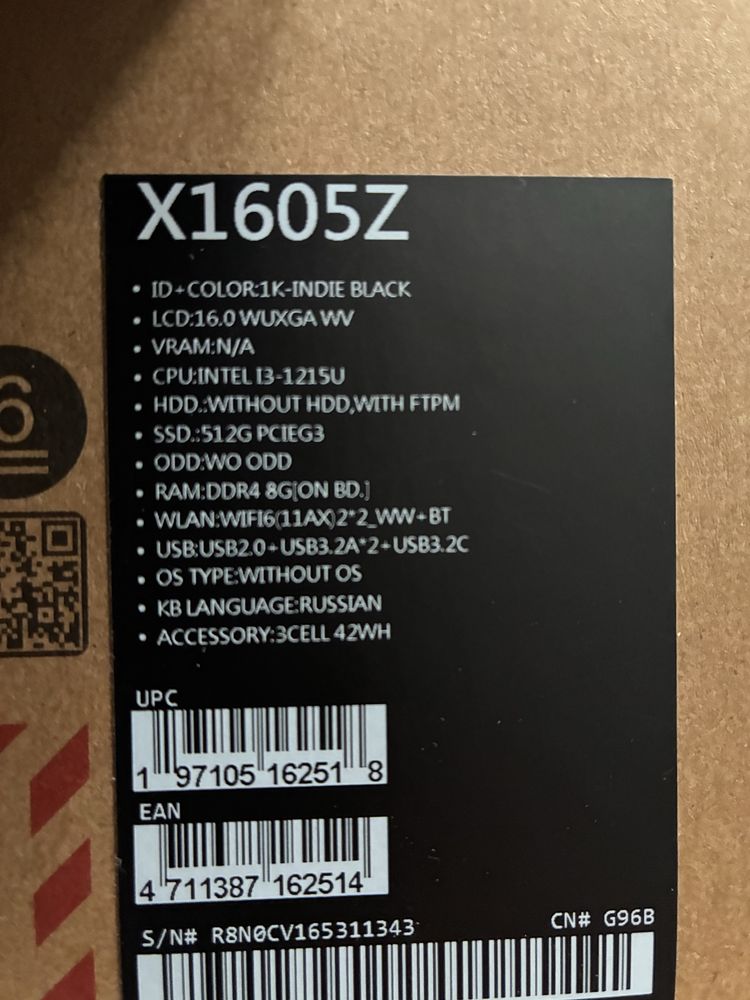 X1605Z
• ID+COLOR:1K-INDIE BLACK
• LCD:16.0 WUXGA WV
• VRAM:N/A
• CPU:INTEL I3-1215U
• HDD.:WITHOUT HDD,WITH FTPM
• SSD.:512G PCIEG3
• ODD:WO ODD
• RAM:DDR4 8G[ON BD.]
• WLAN:WIFI6(11AX)2*2_WW+BT
• USB:USB2.0+USB3.2A*2+USB3.2C
• OS TYPE:WITHOUT OS
• KB LANGUAGE:RUSSIAN
• ACCESSORY:3CELL 42WH
UPC
1 97105 16251 8
EAN
4 711387 162514
S/N# R8N0CV165311343 CN# G96B
6